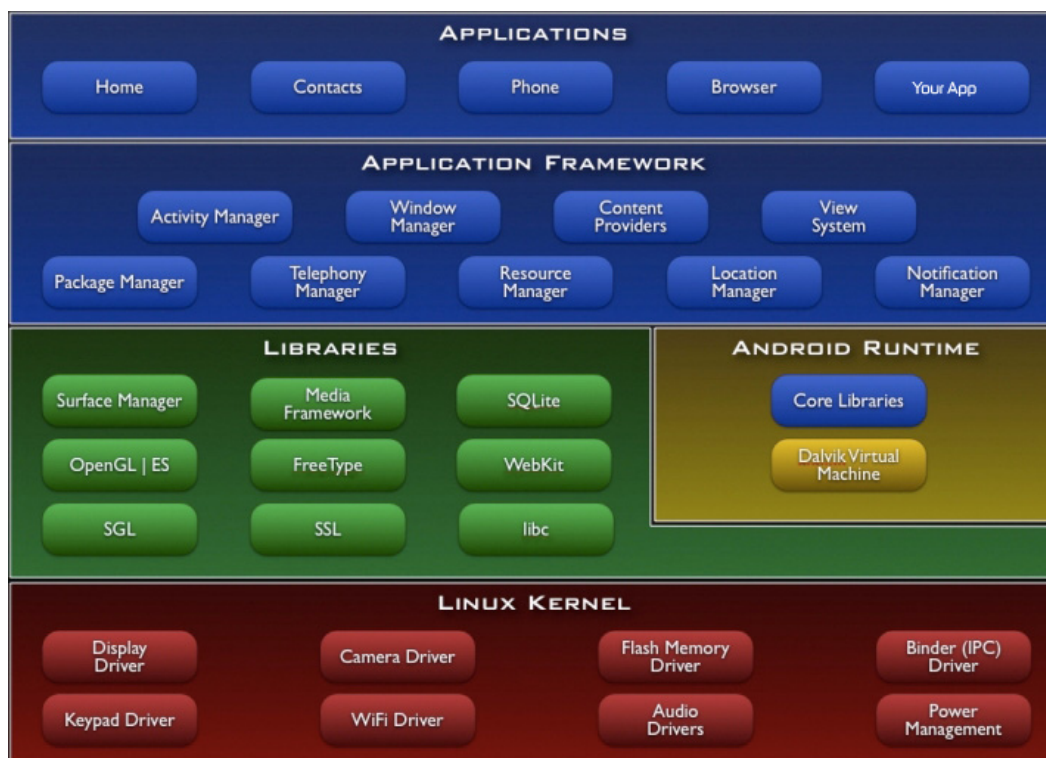 APPLICATIONS
Home
Contacts
Phone
Browser
Your App
APPLICATION FRAMEWORK
Activity Manager
Window
Manager
Content
Providers
View
System
Package Manager
Telephony
Manager
Resource
Manager
Location
Manager
Notification
Manager
LIBRARIES
Surface Manager
Media
Framework
SQLite
OpenGL | ES
FreeType
WebKit
SGL
SSL
libc
ANDROID RUNTIME
Core Libraries
Dalvik Virtual
Machine
LINUX KERNEL
Display
Driver
Camera Driver
Flash Memory
Driver
Binder (IPC)
Driver
Keypad Driver
WiFi Driver
Audio
Drivers
Power
Management